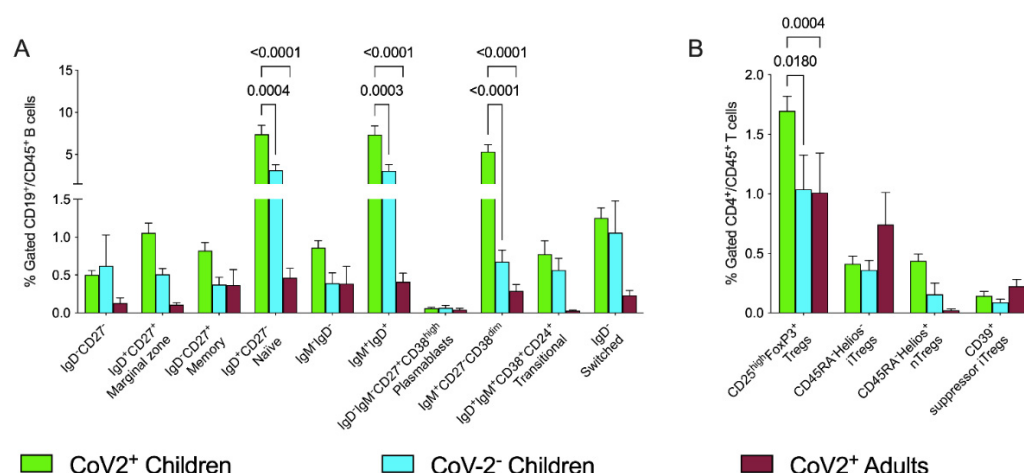 A
% Gated CD19⁺/CD45⁺ B cells
15
10
5
1.5
1.0
0.5
0.0
<0.0001
0.0004
<0.0001
0.0003
<0.0001
<0.0001
IgD⁻CD27⁻
IgD⁺CD27⁺
Marginal zone
IgD⁻CD27⁺
Memory
IgD⁺CD27⁻
Naïve
IgM⁻IgD⁻
IgM⁺IgD⁺
IgD⁻IgM⁻CD27⁺CD38ʰⁱᵍʰ
Plasmablasts
IgM⁺CD27⁻CD38ᵈⁱᵐ
IgD⁺IgM⁺CD38⁺CD24⁺
Transitional
IgD⁻
Switched
B
% Gated CD4⁺/CD45⁺ T cells
2.0
1.5
1.0
0.5
0.0
0.0004
0.0180
CD25ʰⁱᵍʰFoxP3⁺
Tregs
CD45RA⁻Helios⁻
iTregs
CD45RA⁻Helios⁺
nTregs
CD39⁺
suppressor iTregs
CoV2⁺ Children
CoV-2⁻ Children
CoV2⁺ Adults